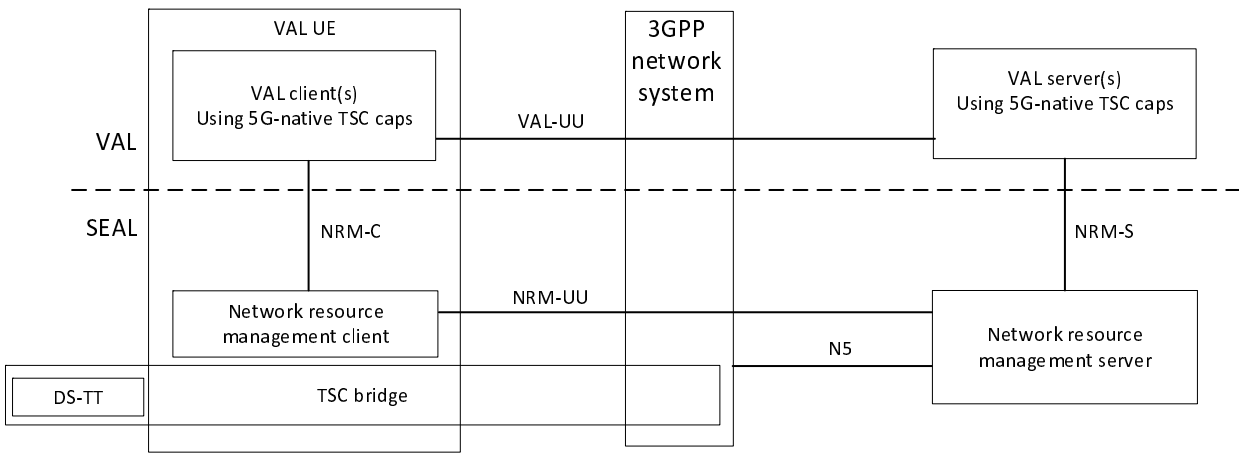 VAL UE
3GPP
network
system
VAL client(s)
Using 5G-native TSC caps
VAL server(s)
Using 5G-native TSC caps
VAL-UU
VAL
SEAL
NRM-C
NRM-S
NRM-UU
Network resource
management client
Network resource
management server
N5
DS-TT
TSC bridge